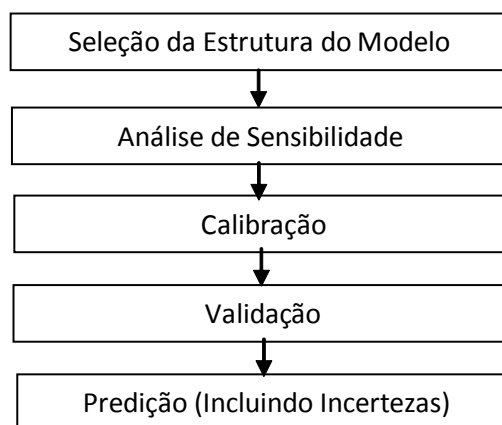 Seleção da Estrutura do Modelo
Análise de Sensibilidade
Calibração
Validação
Predição (Incluindo Incertezas)